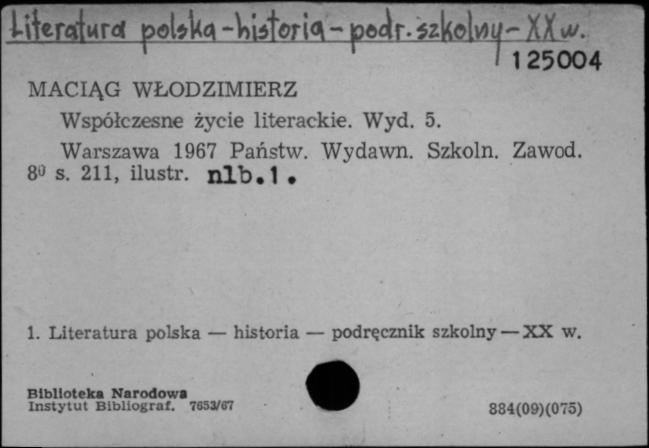 Literatura polska - historia - podr. szkolny - XX w.
125004
MACIĄG WŁODZIMIERZ
Współczesne życie literackie. Wyd. 5.
Warszawa 1967 Państw. Wydawn. Szkoln. Zawod.
8⁰ s. 211, ilustr. nlb.1.
1. Literatura polska — historia — podręcznik szkolny — XX w.
Biblioteka Narodowa
Instytut Bibliograf. 7653/67
884(09)(075)